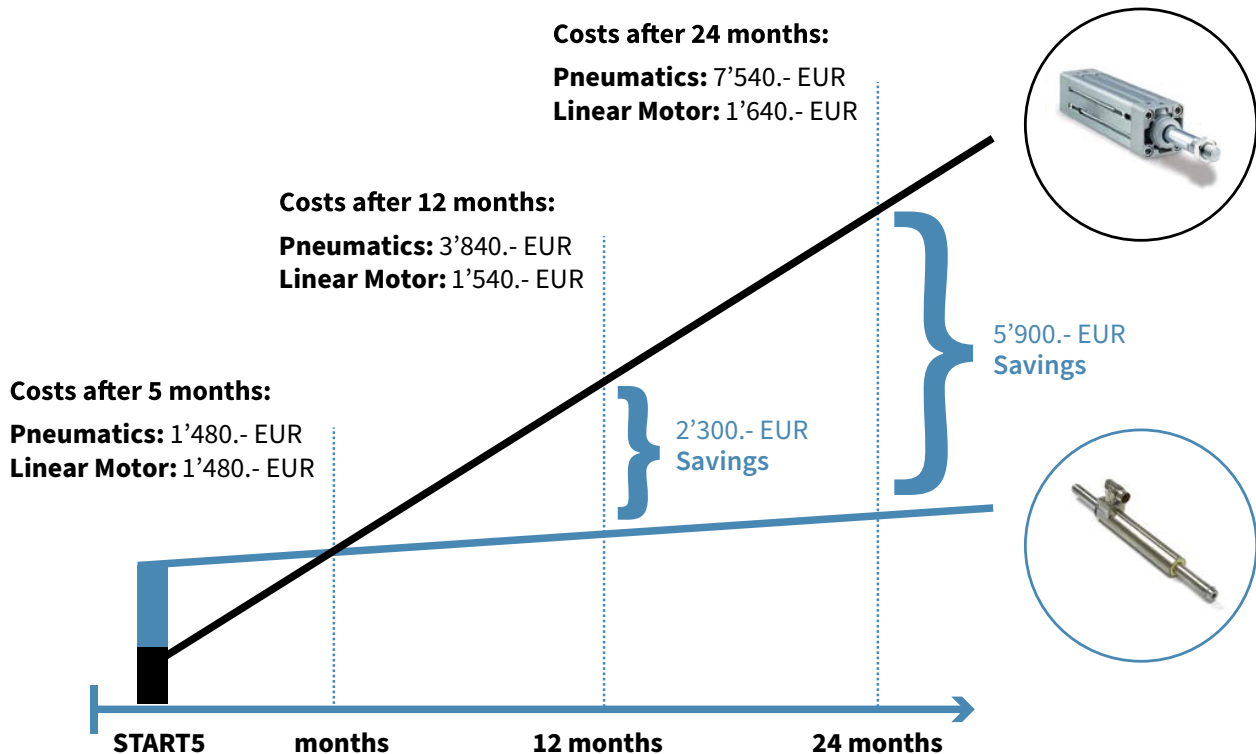 Costs after 24 months:
Pneumatics: 7’540.- EUR
Linear Motor: 1’640.- EUR
Costs after 12 months:
Pneumatics: 3’840.- EUR
Linear Motor: 1’540.- EUR
5’900.- EUR
Savings
Costs after 5 months:
Pneumatics: 1’480.- EUR
Linear Motor: 1’480.- EUR
2’300.- EUR
Savings
START5 months 12 months 24 months